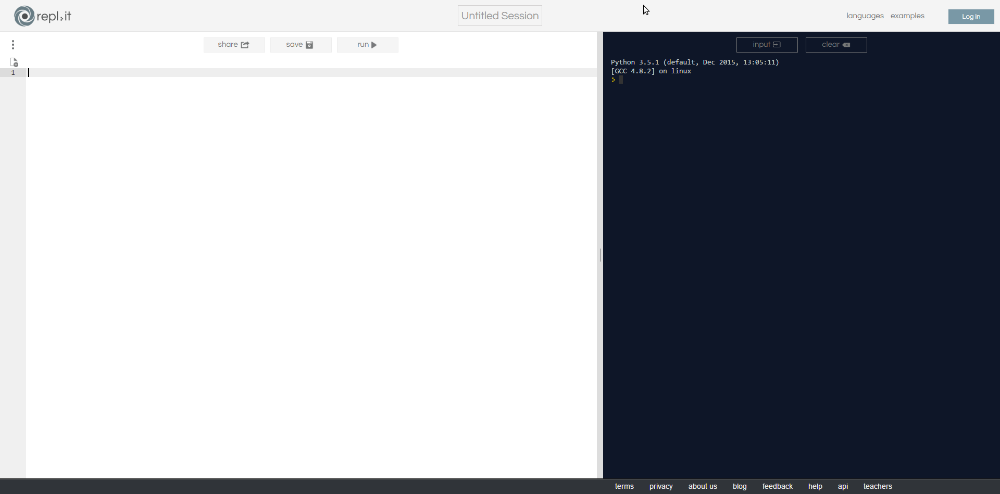 repl.it
Untitled Session
languages examples
Log in
share save run
input clear
1
Python 3.5.1 (default, Dec 2015, 13:05:11)
[GCC 4.8.2] on linux
terms privacy about us blog feedback help api teachers